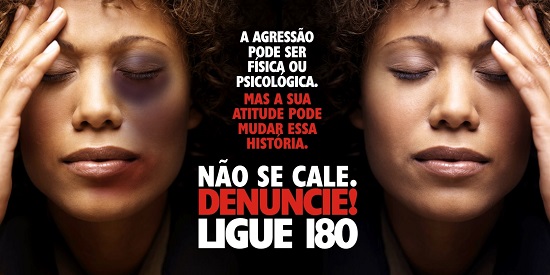 A AGRESSÃO
PODE SER
FÍSICA OU
PSICOLÓGICA.
MAS A SUA
ATITUDE PODE
MUDAR ESSA
HISTÓRIA.
NÃO SE CALE.
DENUNCIE!
LIGUE 180